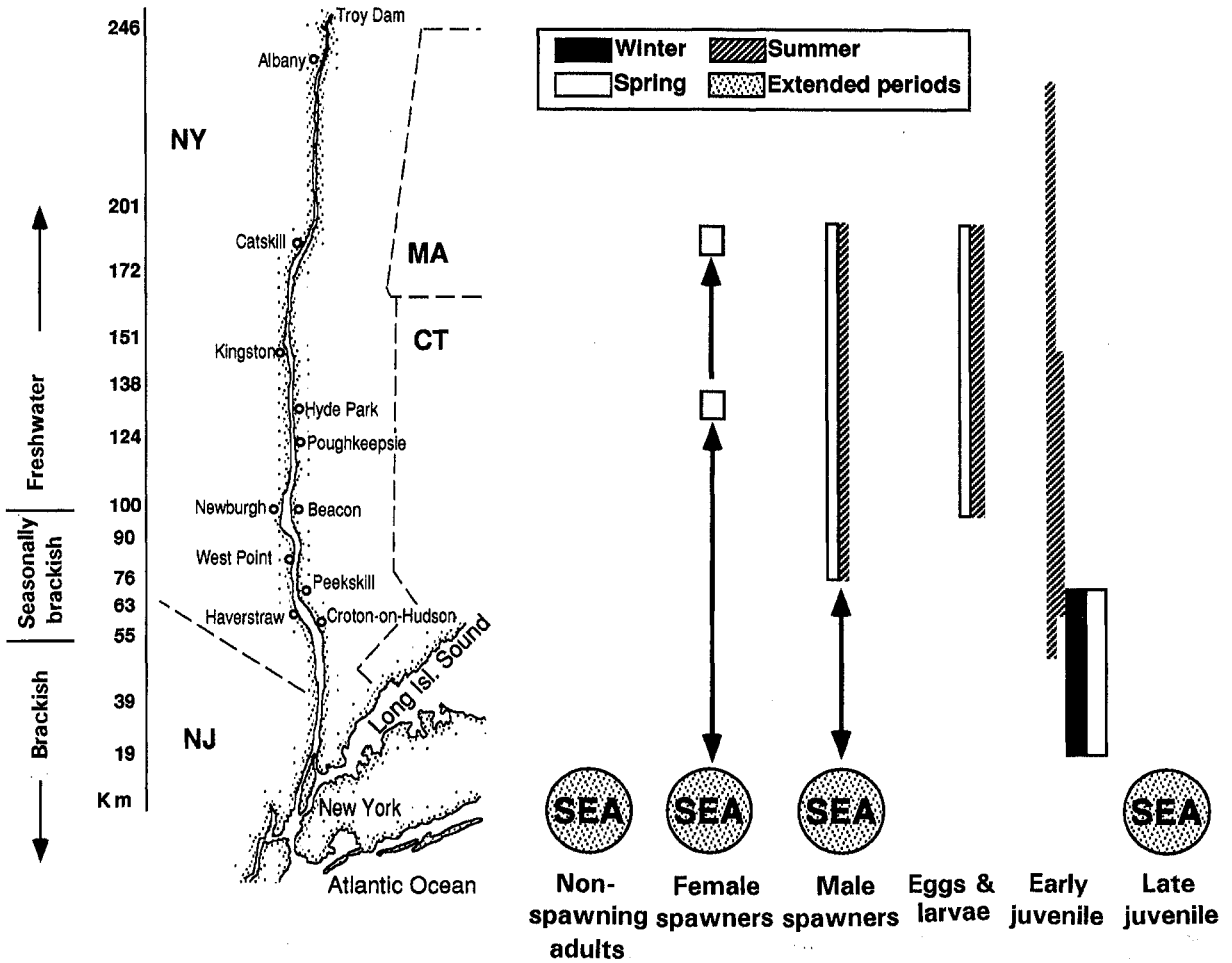 246
201
172
151
138
124
100
90
76
63
55
39
19
Km
Freshwater
Seasonally
brackish
Brackish
Troy Dam
Albany
NY
Catskill
MA
CT
Kingston
Hyde Park
Poughkeepsie
Newburgh
Beacon
West Point
Peekskill
Haverstraw
Croton-on-Hudson
Long Isl. Sound
NJ
New York
Atlantic Ocean
Winter
Summer
Spring
Extended periods
SEA
SEA
SEA
SEA
Non-
spawning
adults
Female
spawners
Male
spawners
Eggs &
larvae
Early
juvenile
Late
juvenile